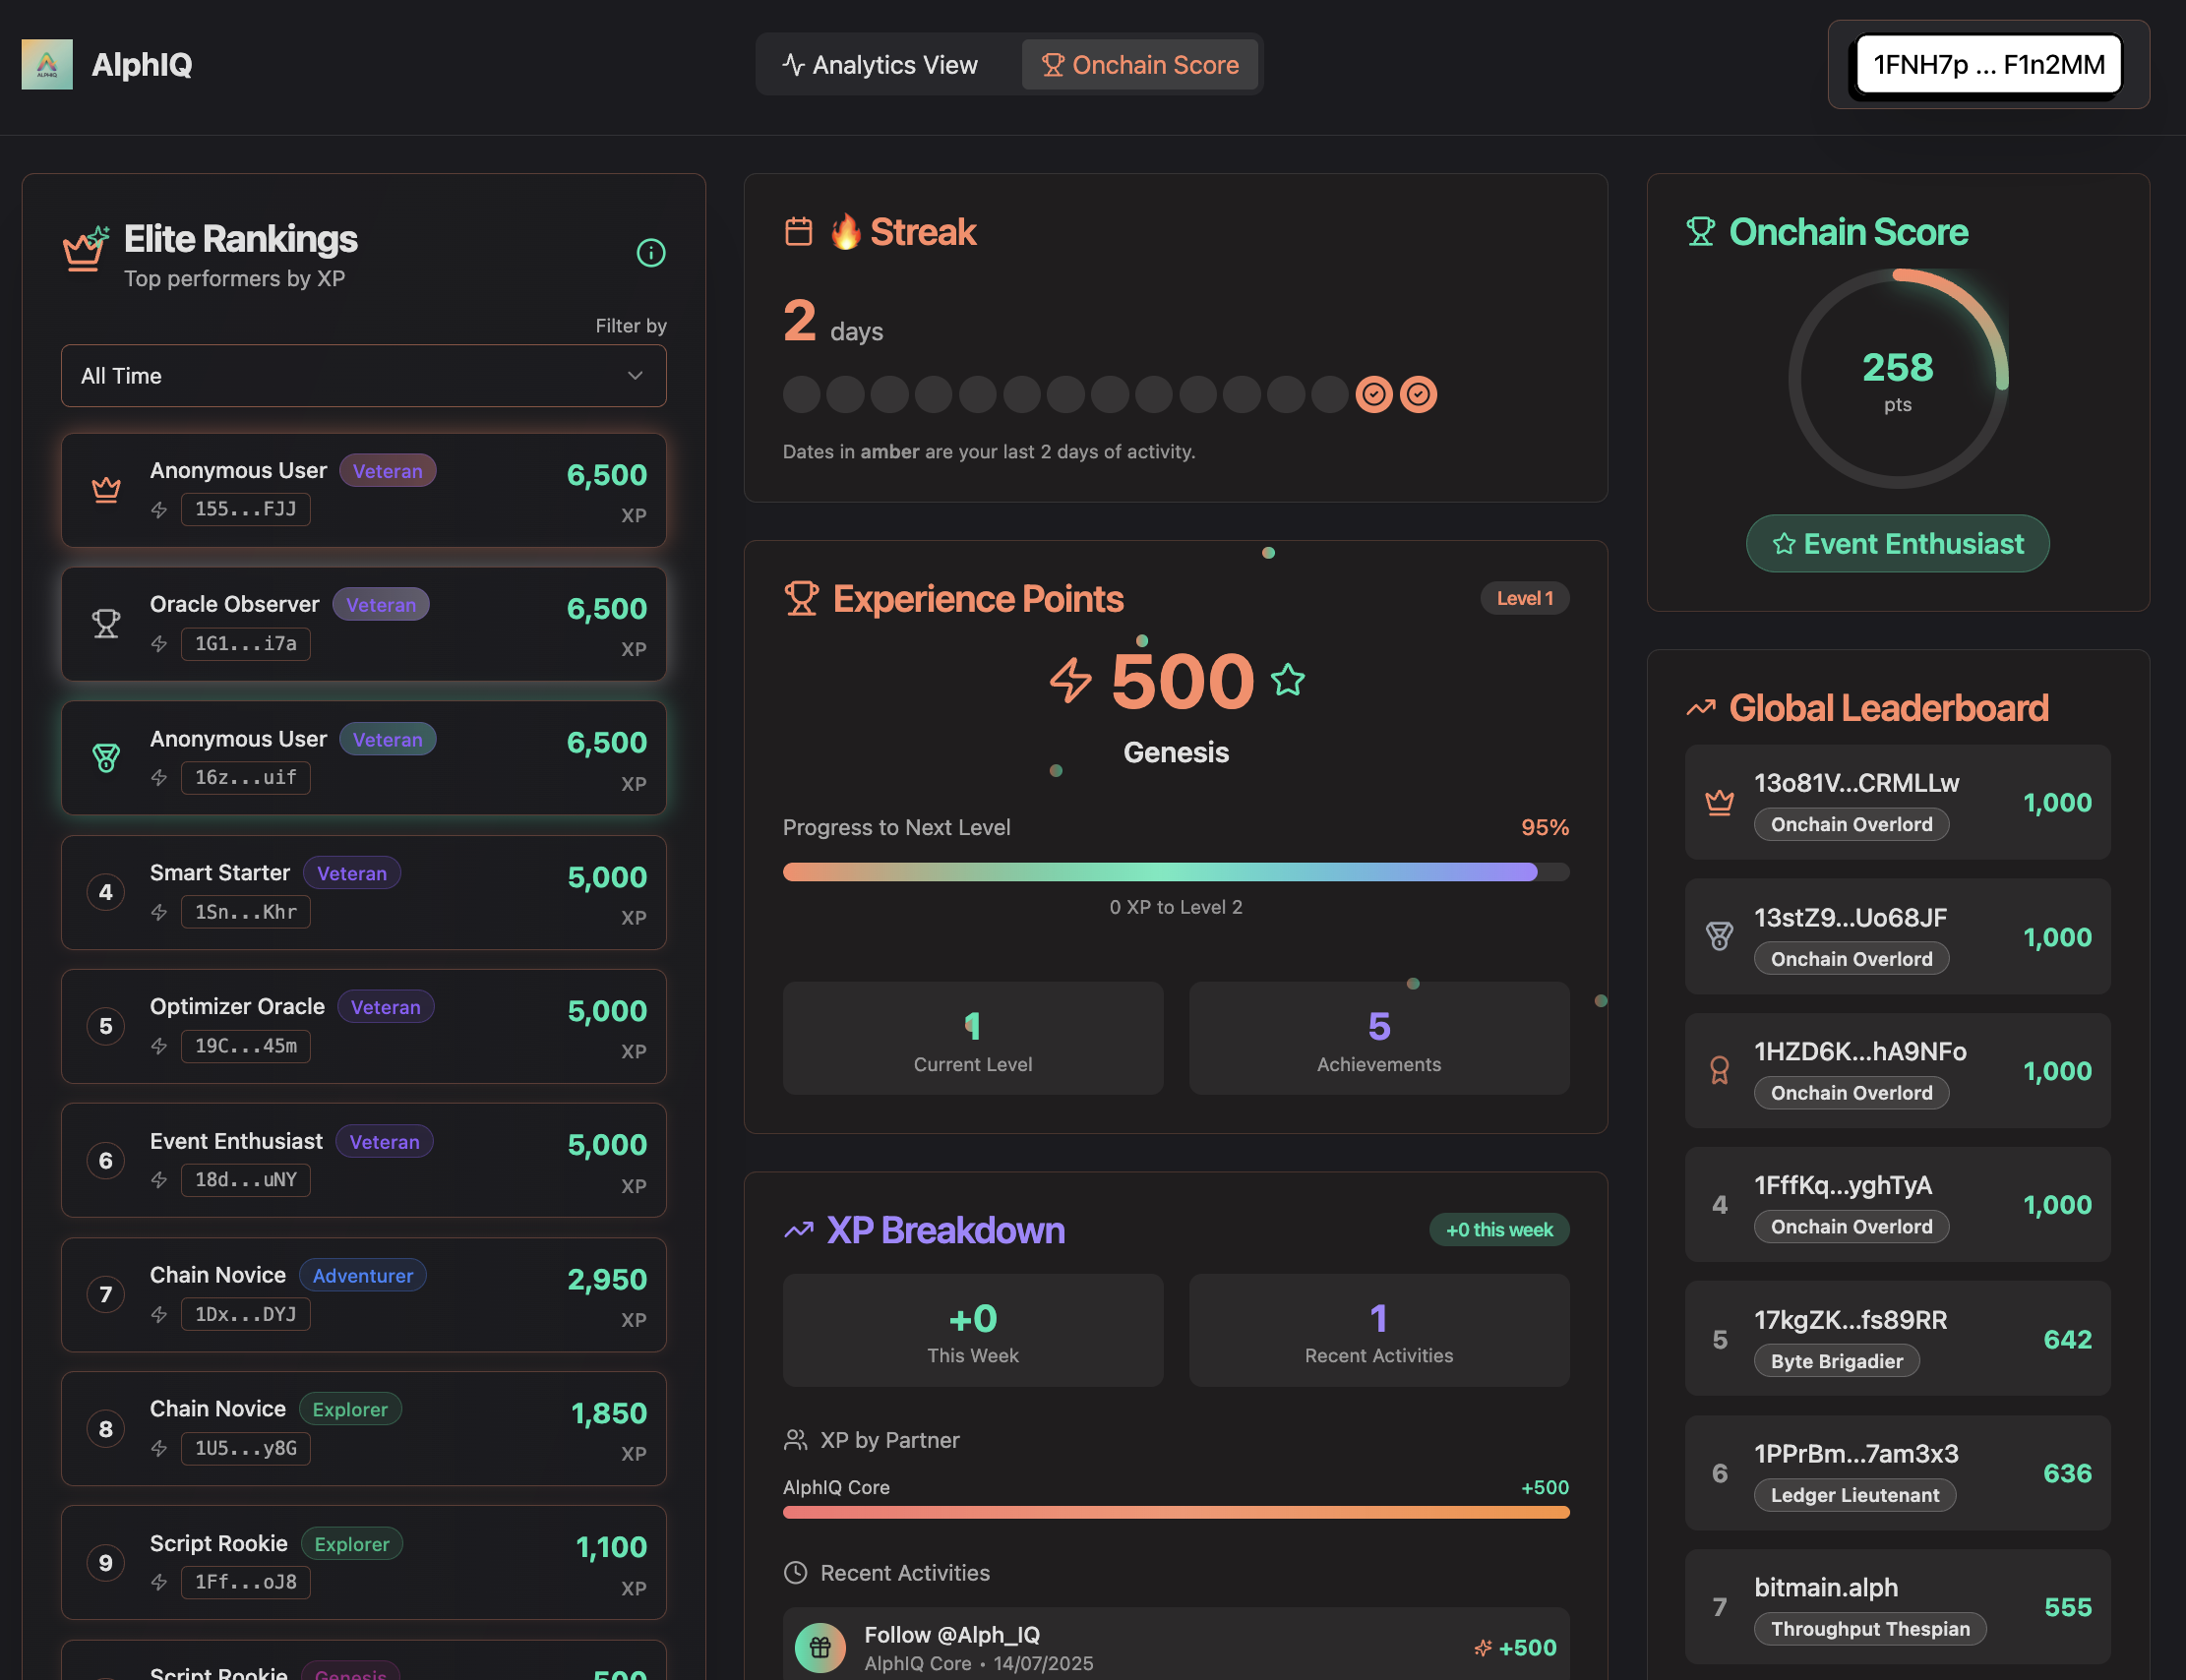 AlphIQ
Analytics View
Onchain Score
1FNH7p ... F1n2MM
Elite Rankings
Top performers by XP
Filter by
All Time
Anonymous User Veteran
155...FJJ
6,500
XP
Oracle Observer Veteran
1G1...i7a
6,500
XP
Anonymous User Veteran
16z...uif
6,500
XP
4
Smart Starter Veteran
1Sn...Khr
5,000
XP
5
Optimizer Oracle Veteran
19C...45m
5,000
XP
6
Event Enthusiast Veteran
18d...uNY
5,000
XP
7
Chain Novice Adventurer
1Dx...DYJ
2,950
XP
8
Chain Novice Explorer
1U5...y8G
1,850
XP
9
Script Rookie Explorer
1Ff...oJ8
1,100
XP
Script Rookie Genesis
500
Streak
2 days
Dates in amber are your last 2 days of activity.
Experience Points
Level 1
500
Genesis
Progress to Next Level
95%
0 XP to Level 2
1
Current Level
5
Achievements
XP Breakdown
+0 this week
+0
This Week
1
Recent Activities
XP by Partner
AlphIQ Core
+500
Recent Activities
Follow @Alph_IQ
AlphIQ Core • 14/07/2025
+500
Onchain Score
258
pts
Event Enthusiast
Global Leaderboard
13o81V...CRMLLw
Onchain Overlord
1,000
13stZ9...Uo68JF
Onchain Overlord
1,000
1HZD6K...hA9NFo
Onchain Overlord
1,000
4
1FffKq...yghTyA
Onchain Overlord
1,000
5
17kgZK...fs89RR
Byte Brigadier
642
6
1PPrBm...7am3x3
Ledger Lieutenant
636
7
bitmain.alph
Throughput Thespian
555